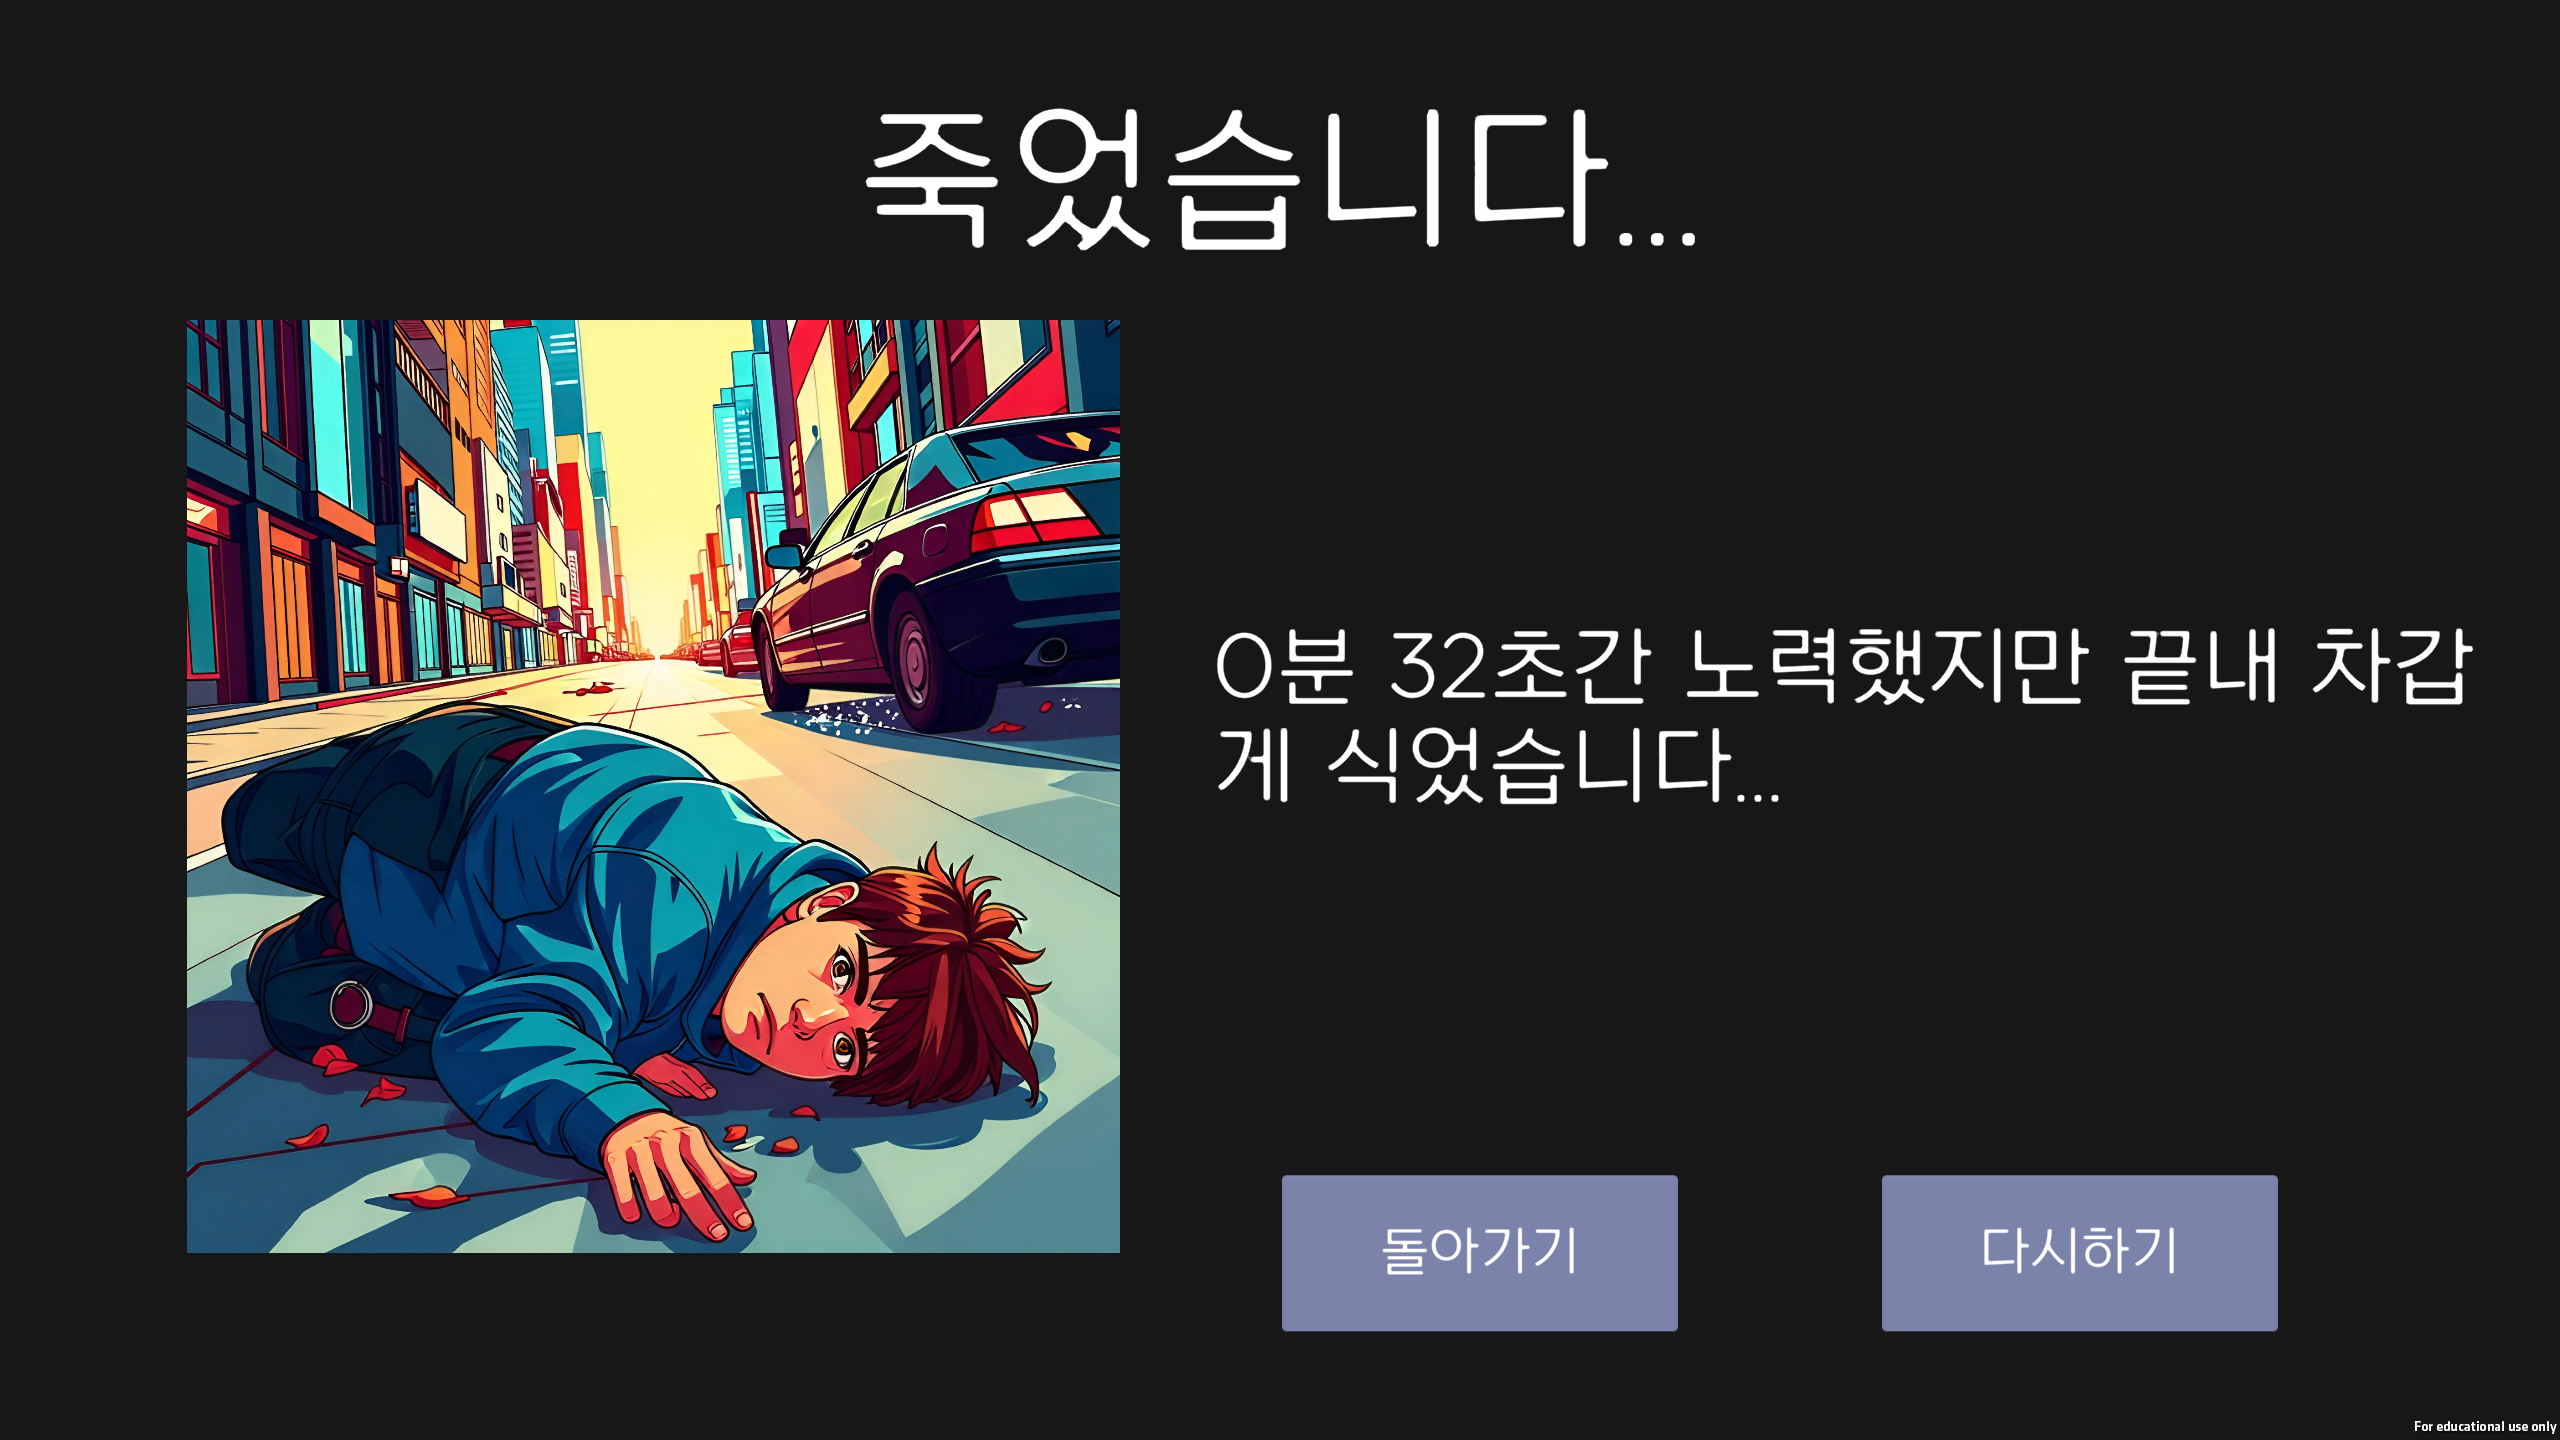 죽었습니다...
0분 32초간 노력했지만 끝내 차갑
게 식었습니다...
돌아가기
다시하기
For educational use only